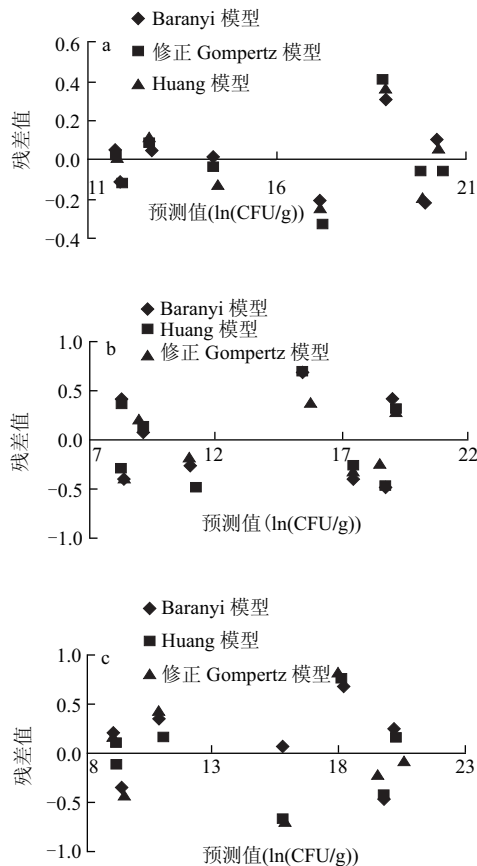 ◆ Baranyi 模型
■ 修正 Gompertz 模型
▲ Huang 模型
a
0.6
0.4
0.2
0.0
−0.2
−0.4
11
16
21
残差值
预测值(ln(CFU/g))
◆ Baranyi 模型
■ Huang 模型
▲ 修正 Gompertz 模型
b
1.0
0.5
0.0
−0.5
−1.0
7
12
17
22
残差值
预测值(ln(CFU/g))
◆ Baranyi 模型
■ Huang 模型
▲ 修正 Gompertz 模型
c
1.0
0.5
0.0
−0.5
−1.0
8
13
18
23
残差值
预测值(ln(CFU/g))